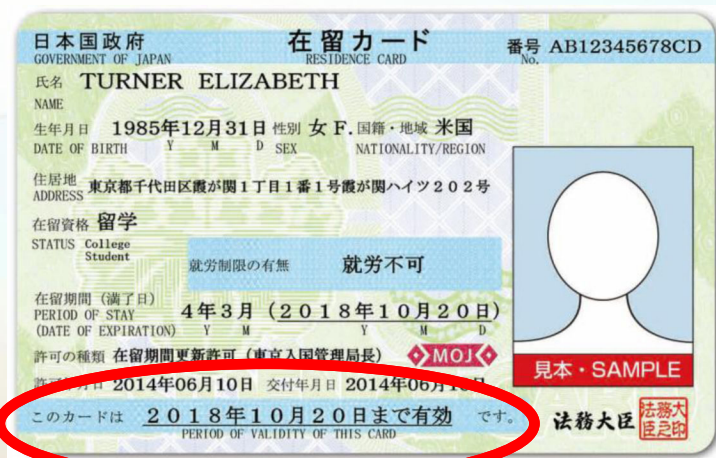 日本国政府 在留カード 番号 AB12345678CD
GOVERNMENT OF JAPAN RESIDENCE CARD No.
氏名 TURNER ELIZABETH
NAME
生年月日 1985年12月31日 性別 女 F. 国籍・地域 米国
DATE OF BIRTH Y M D SEX NATIONALITY/REGION
住居地 東京都千代田区霞が関1丁目1番1号霞が関ハイツ202号
ADDRESS
在留資格 留学
STATUS College
Student
就労制限の有無 就労不可
在留期間(満了日)
PERIOD OF STAY 4年3月(2018年10月20日)
(DATE OF EXPIRATION) Y M Y M D
許可の種類 在留期間更新許可(東京入国管理局長) MOJ
見本・SAMPLE
2014年06月10日 交付年月日 2014年06月
このカードは 2018年10月20日まで有効 です。
PERIOD OF VALIDITY OF THIS CARD
法務大臣 法務大臣之印